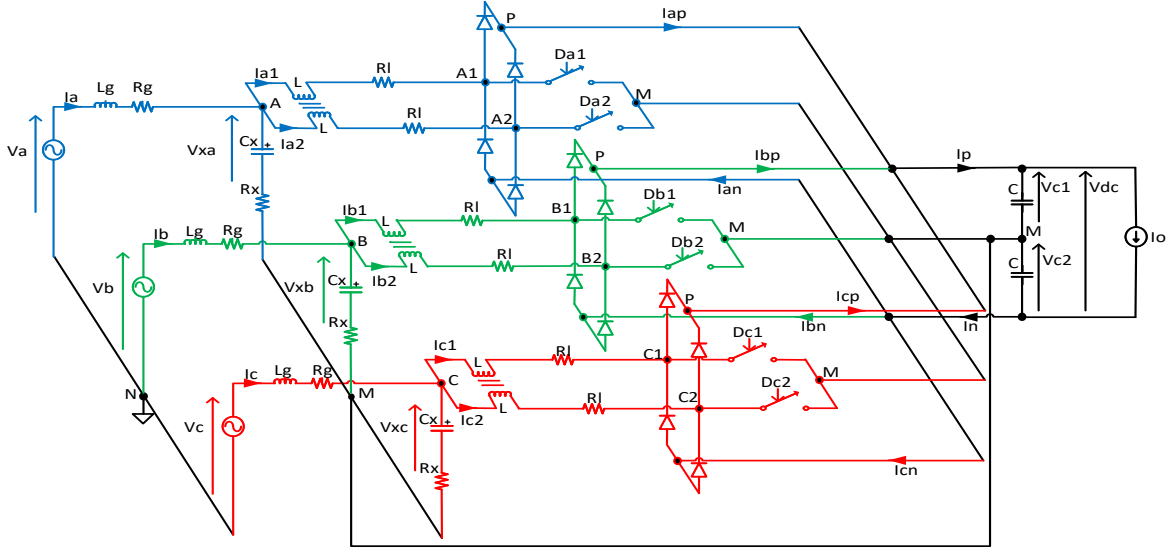 P Iap
Da1
Rl A1
Ia1 L
Ia Lg Rg
A
M
Da2
Rl A2
L
Ia2
Va
Vxa
Cx
Rx
P Ibp
Ian
Ip
Db1
Rl B1
Ib1 L
C Vc1 Vdc
Ib Lg Rg
B
M
M
Io
Db2
Rl B2
L
Ib2
C Vc2
Vb
Vxb
Cx
Rx
P Icp
Ibn
In
Dc1
Rl C1
Ic1 L
Ic Lg Rg
C
M
Dc2
Rl C2
L
Ic2
N
M
Vc
Vxc
Cx
Rx
Icn